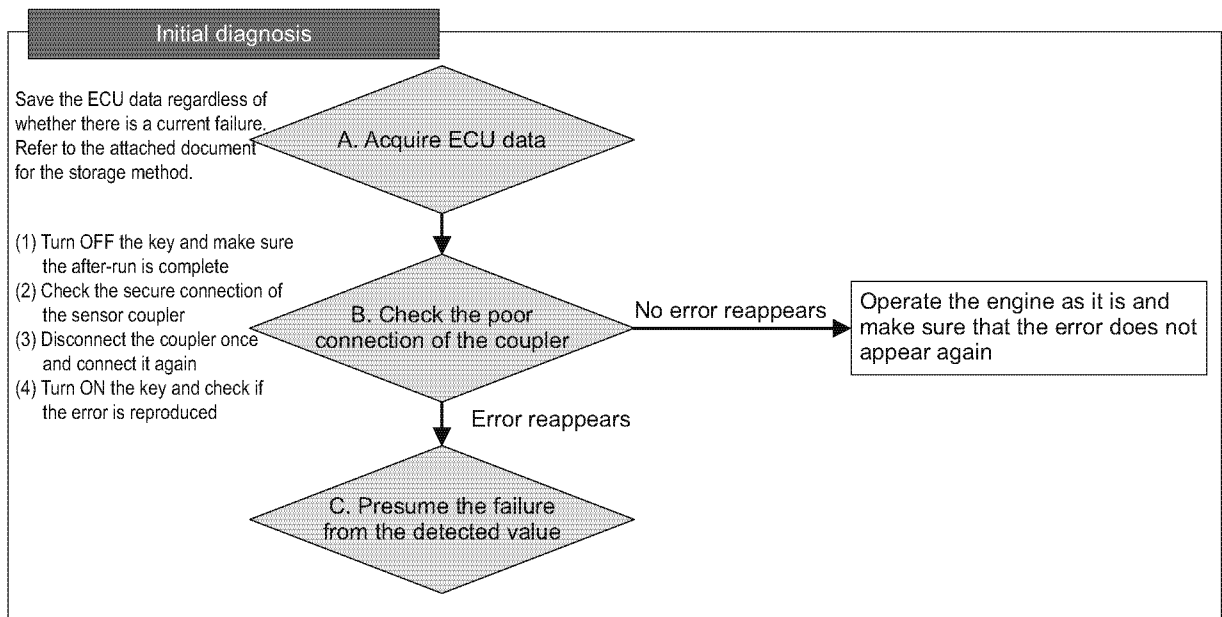 Initial diagnosis
Save the ECU data regardless of
whether there is a current failure.
Refer to the attached document
for the storage method.
A. Acquire ECU data
(1) Turn OFF the key and make sure
the after-run is complete
(2) Check the secure connection of
the sensor coupler
(3) Disconnect the coupler once
and connect it again
(4) Turn ON the key and check if
the error is reproduced
B. Check the poor
connection of the coupler
No error reappears
Operate the engine as it is and
make sure that the error does not
appear again
Error reappears
C. Presume the failure
from the detected value